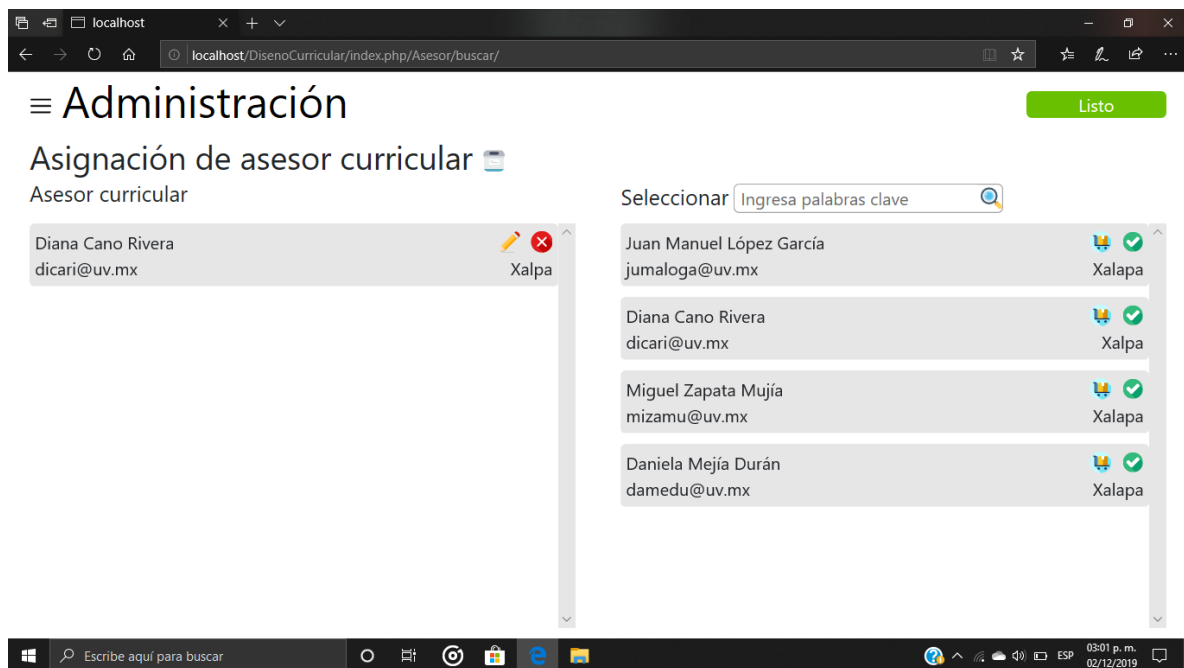 localhost
localhost/DisenoCurricular/index.php/Asesor/buscar/
Administración
Listo
Asignación de asesor curricular
Asesor curricular
Seleccionar
Ingresa palabras clave
Diana Cano Rivera
dicari@uv.mx
Xalpa
Juan Manuel López García
jumaloga@uv.mx
Xalapa
Diana Cano Rivera
dicari@uv.mx
Xalpa
Miguel Zapata Mujía
mizamu@uv.mx
Xalapa
Daniela Mejía Durán
damedu@uv.mx
Xalapa
Escribe aquí para buscar
ESP
03:01 p. m.
02/12/2019